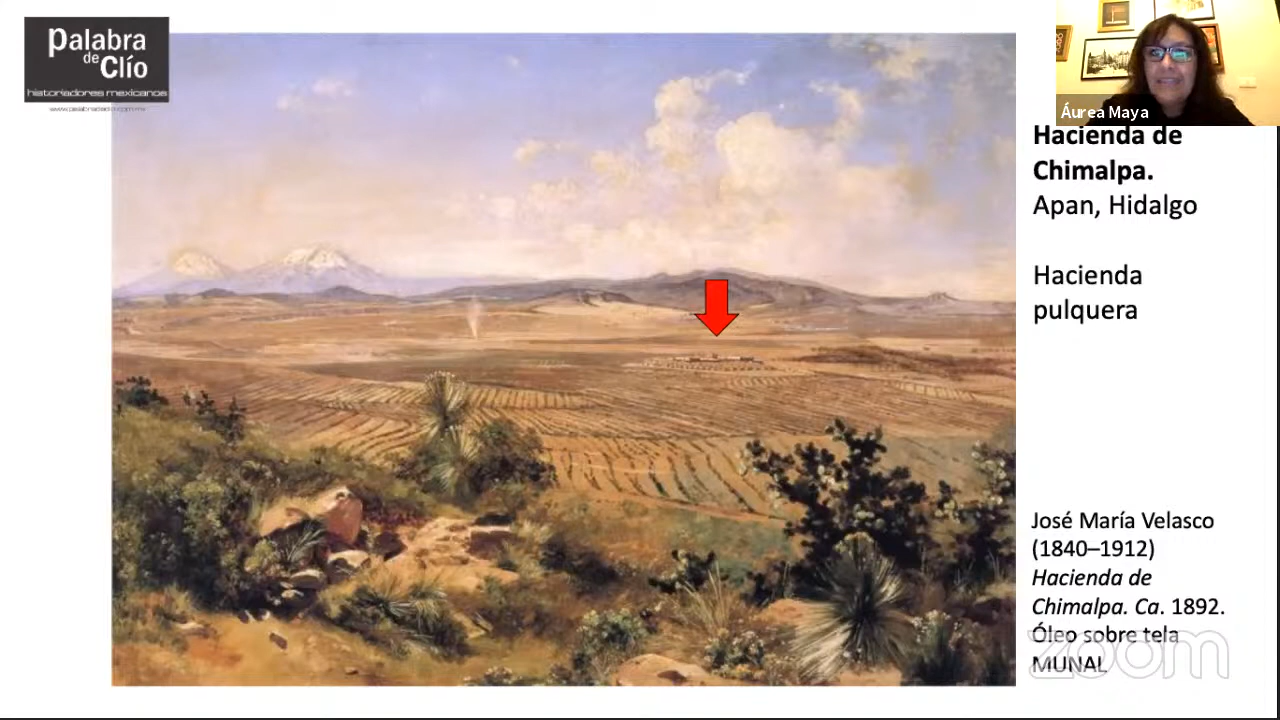 Palabra
de
Clío
historiadores mexicanos
Áurea Maya
Hacienda de
Chimalpa.
Apan, Hidalgo
Hacienda
pulquera
José María Velasco
(1840–1912)
Hacienda de
Chimalpa. Ca. 1892.
Óleo sobre tela
MUNAL
zoom